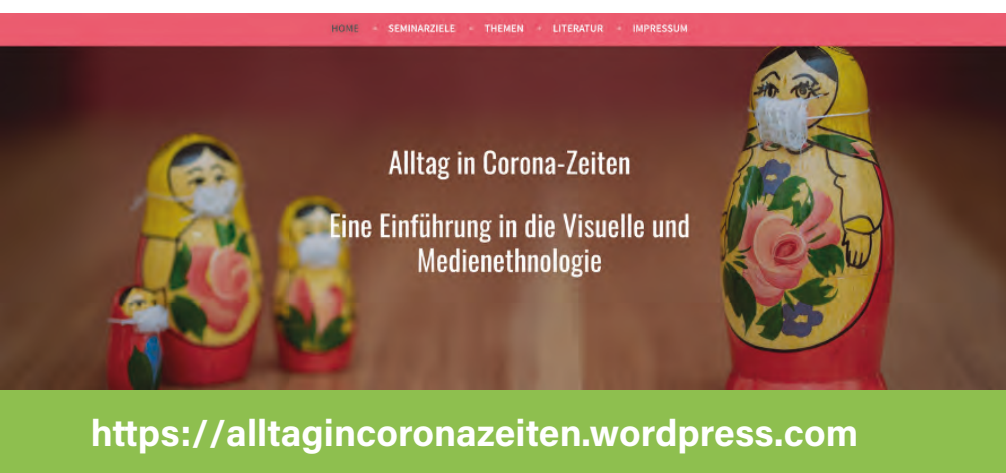 HOME SEMINARZIELE THEMEN LITERATUR IMPRESSUM
Alltag in Corona-Zeiten
Eine Einführung in die Visuelle und
Medienethnologie
https://alltagincoronazeiten.wordpress.com